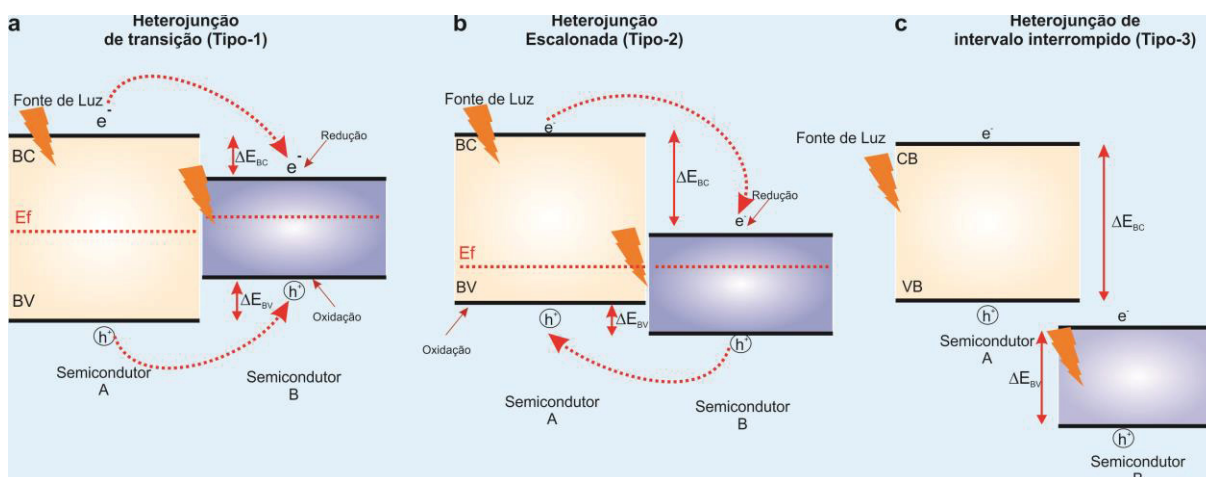 a
Heterojunção
de transição (Tipo-1)
Fonte de Luz
e-
BC
ΔEBC
Redução
e-
Ef
BV
ΔEBV
h+
Oxidação
h+
Semicondutor
A
Semicondutor
B
b
Heterojunção
Escalonada (Tipo-2)
Fonte de Luz
e-
BC
ΔEBC
Redução
e-
Ef
BV
ΔEBV
Oxidação
h+
h+
Semicondutor
A
Semicondutor
B
c
Heterojunção de
intervalo interrompido (Tipo-3)
Fonte de Luz
e-
CB
ΔEBC
VB
h+
e-
Semicondutor
A
ΔEBV
h+
Semicondutor